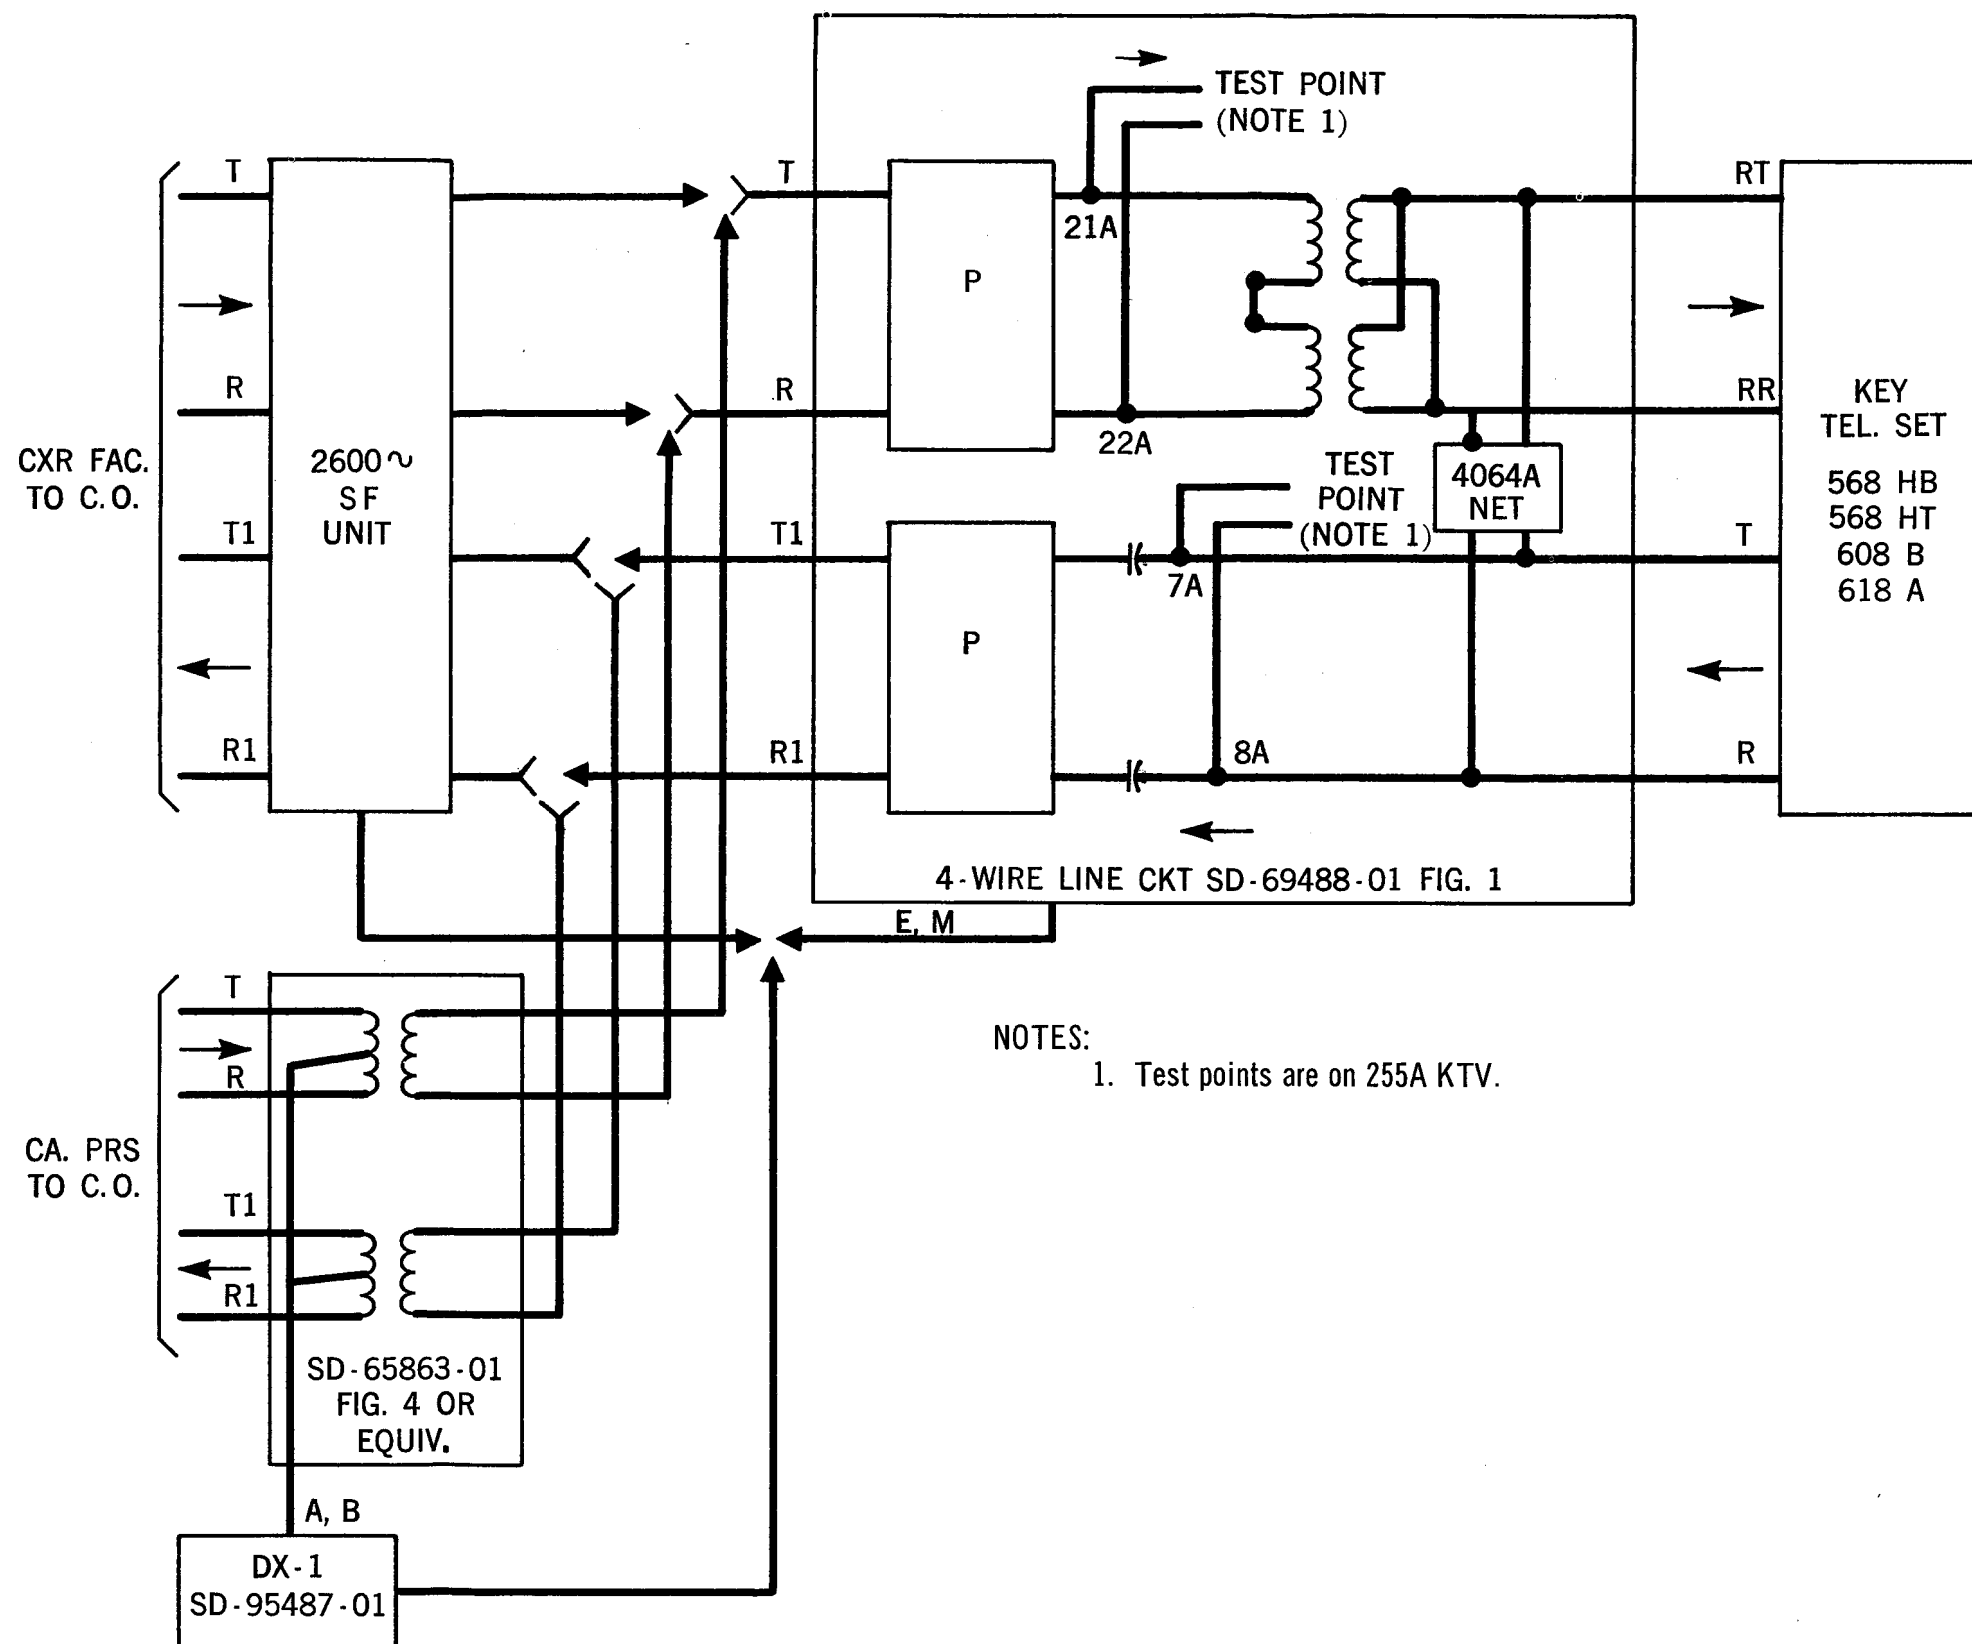 TEST POINT
(NOTE 1)
T
T
RT
21A
P
R
R
RR
22A
KEY
TEL. SET
568 HB
568 HT
608 B
618 A
CXR FAC.
TO C.O.
2600~
SF
UNIT
TEST
POINT
(NOTE 1)
4064A
NET
T1
T1
T
7A
P
R1
R1
8A
R
4-WIRE LINE CKT SD-69488-01 FIG. 1
E, M
T
R
CA. PRS
TO C.O.
T1
R1
NOTES:
1. Test points are on 255A KTV.
SD-65863-01
FIG. 4 OR
EQUIV.
A, B
DX-1
SD-95487-01